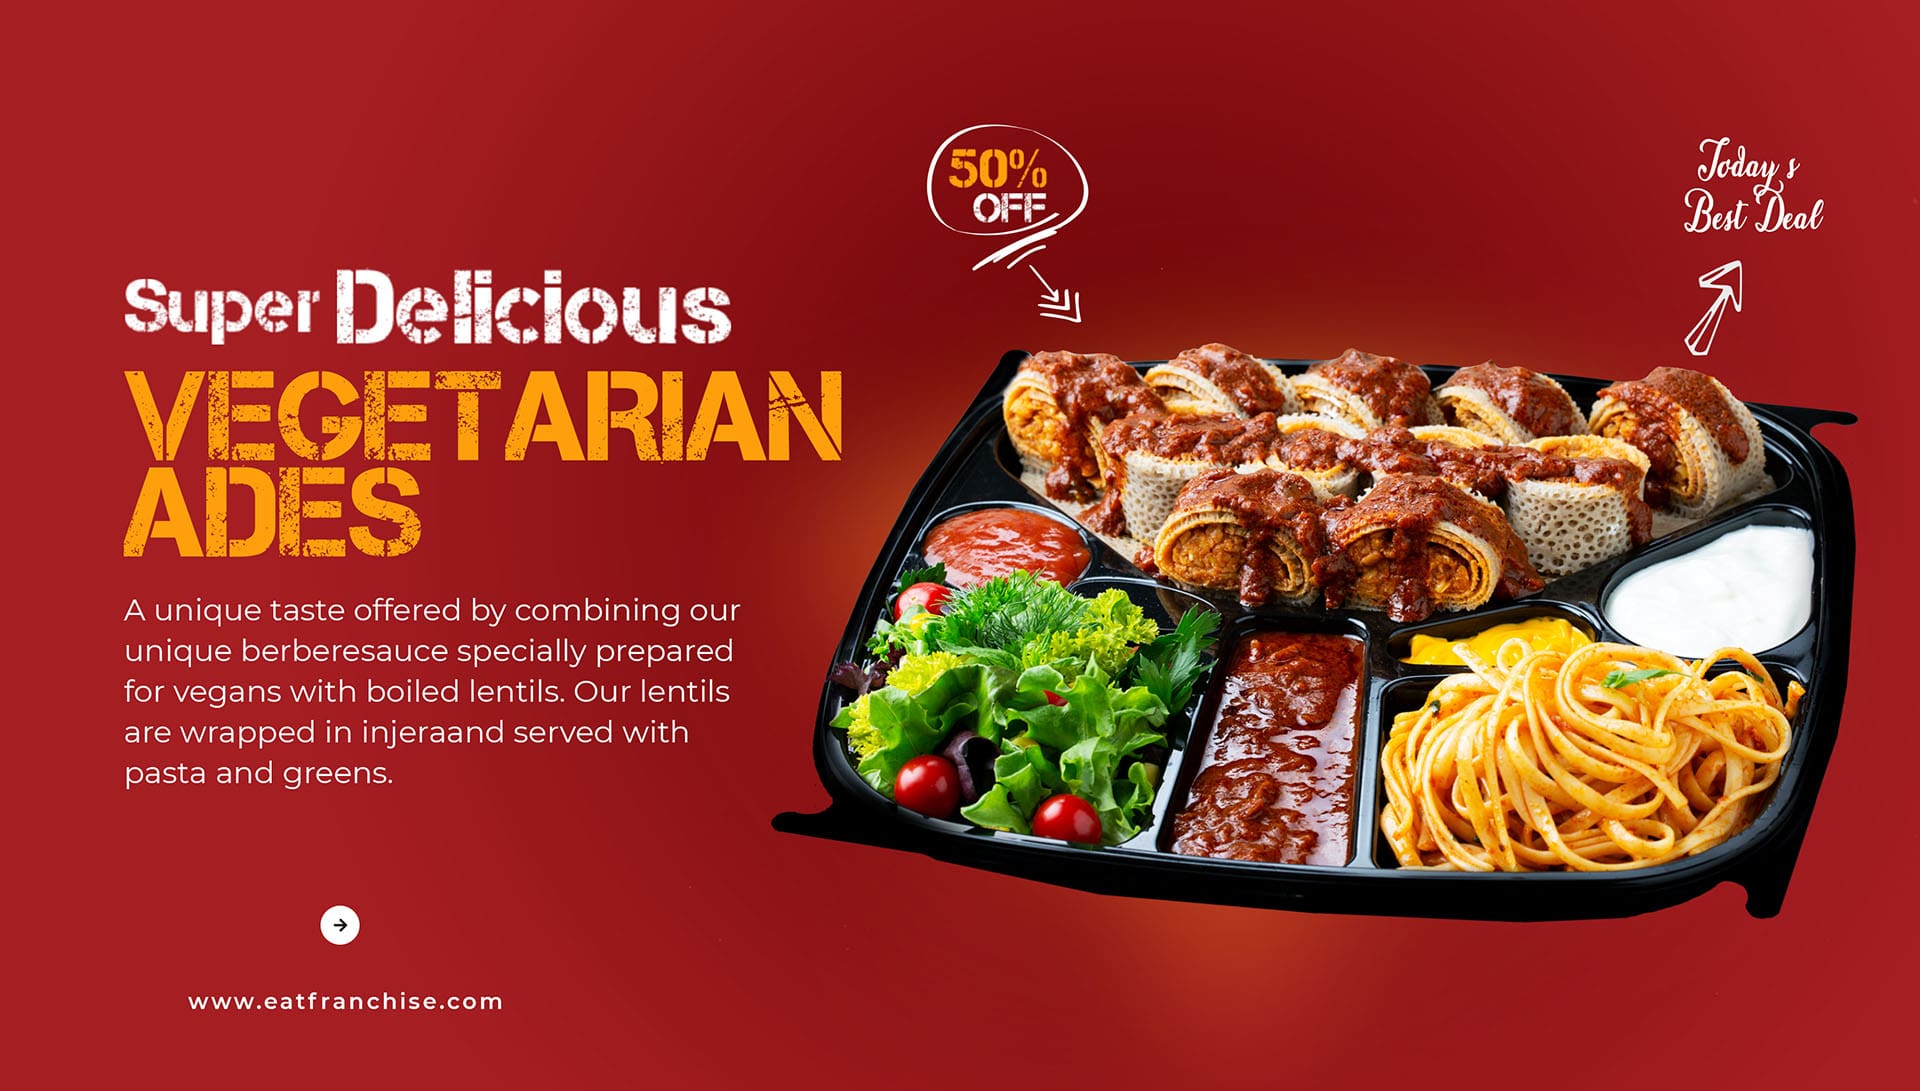 50%
OFF
Today's
Best Deal
Super Delicious
VEGETARIAN
ADES
A unique taste offered by combining our
unique berberesauce specially prepared
for vegans with boiled lentils. Our lentils
are wrapped in injeraand served with
pasta and greens.
www.eatfranchise.com